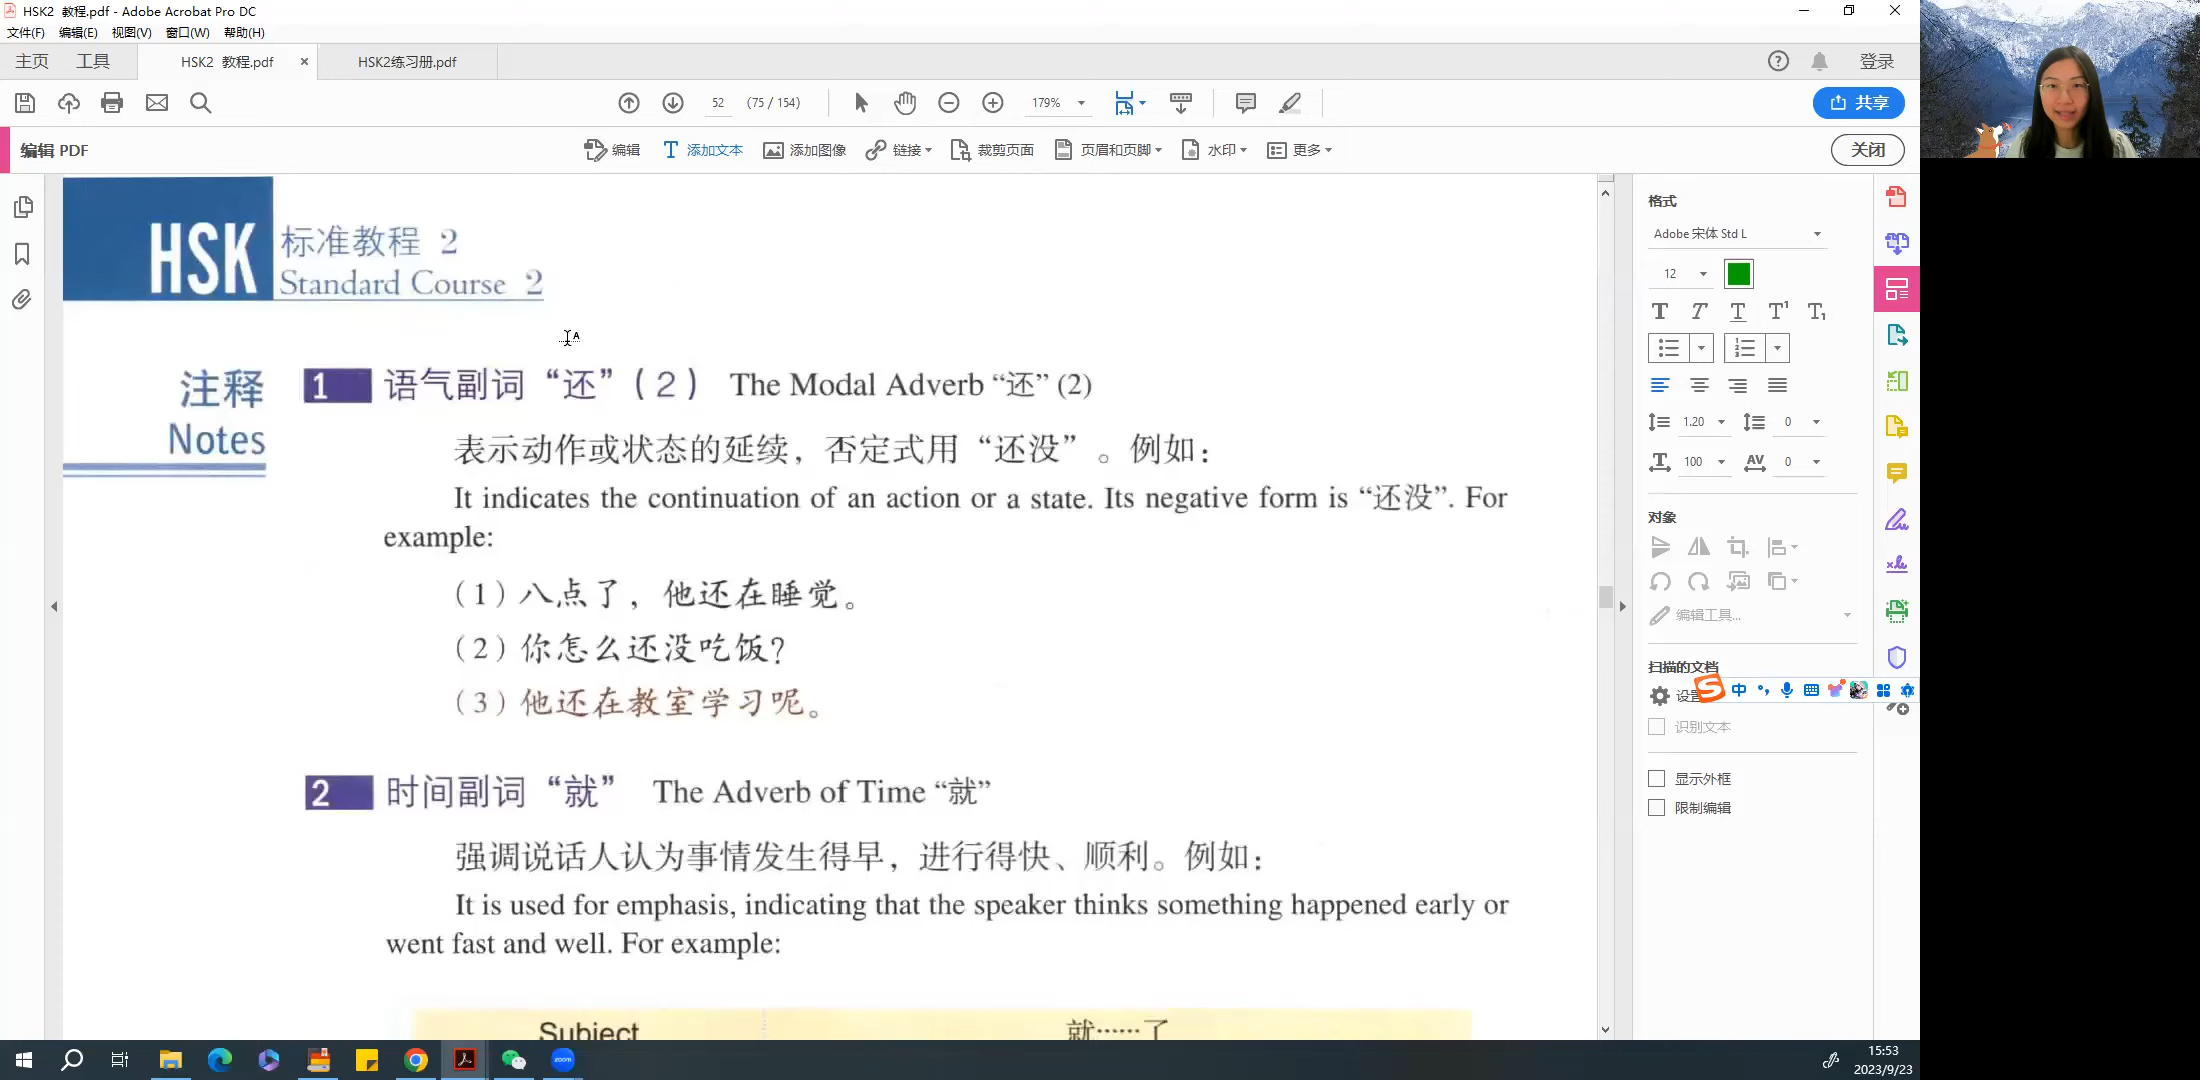 HSK2 教程.pdf - Adobe Acrobat Pro DC
文件(F) 编辑(E) 视图(V) 窗口(W) 帮助(H)
主页 工具 HSK2 教程.pdf × HSK2练习册.pdf 登录
52 (75 / 154) 179% 共享
编辑 PDF 编辑 添加文本 添加图像 链接 裁剪页面 页眉和页脚 水印 更多 关闭
HSK 标准教程 2
Standard Course 2
注释
Notes
1 语气副词“还”(2) The Modal Adverb “还” (2)
表示动作或状态的延续，否定式用“还没”。例如：
It indicates the continuation of an action or a state. Its negative form is “还没”. For
example:
(1) 八点了，他还在睡觉。
(2) 你怎么还没吃饭？
(3) 他还在教室学习呢。
2 时间副词“就” The Adverb of Time “就”
强调说话人认为事情发生得早，进行得快、顺利。例如：
It is used for emphasis, indicating that the speaker thinks something happened early or
went fast and well. For example:
Subject 就……了
格式
Adobe 宋体 Std L
12
1.20 0
100 0
对象
编辑工具...
扫描的文档
设置
中
识别文本
显示外框
限制编辑
zoom
15:53
2023/9/23